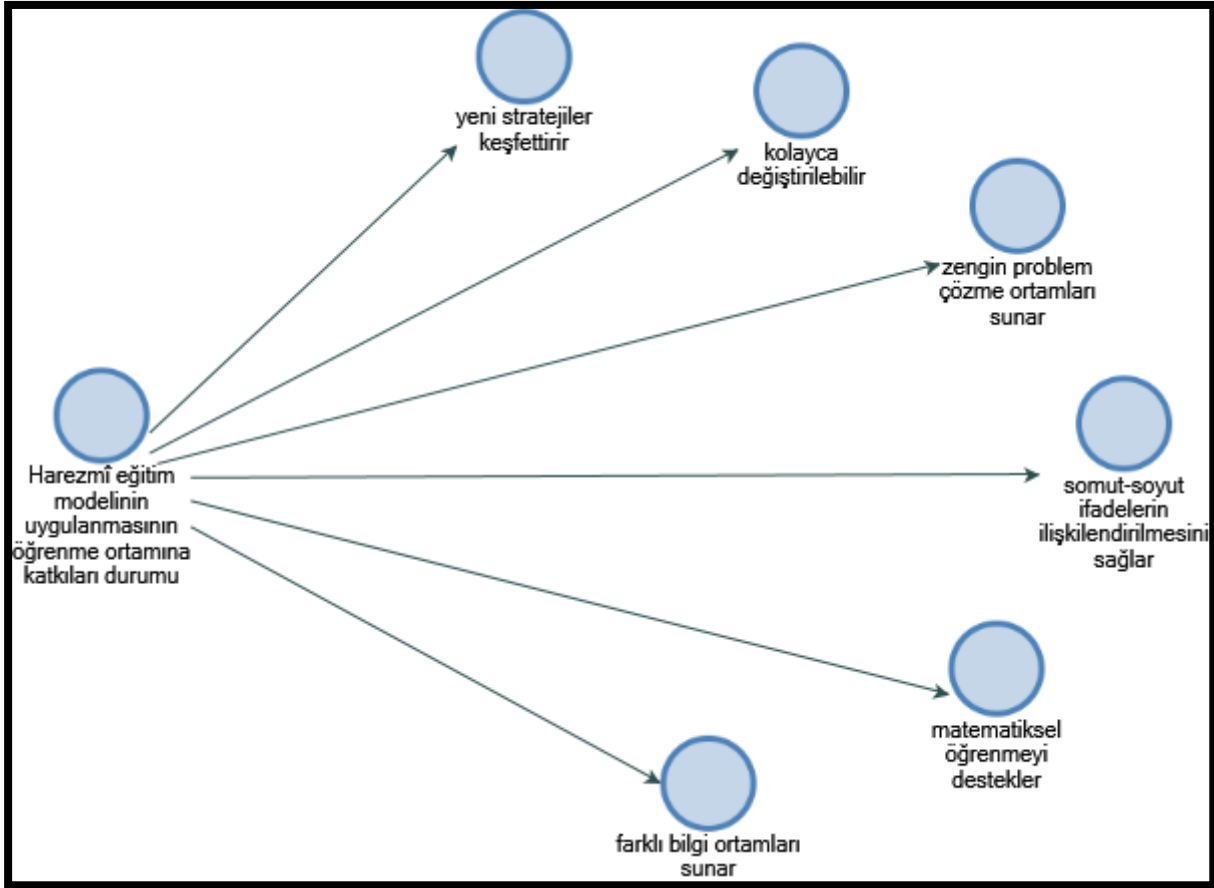 yeni stratejiler
keşfettirir
kolayca
değiştirilebilir
zengin problem
çözme ortamları
sunar
Harezmî eğitim
modelinin
uygulanmasının
öğrenme ortamına
katkıları durumu
somut-soyut
ifadelerin
ilişkilendirilmesini
sağlar
matematiksel
öğrenmeyi
destekler
farklı bilgi ortamları
sunar